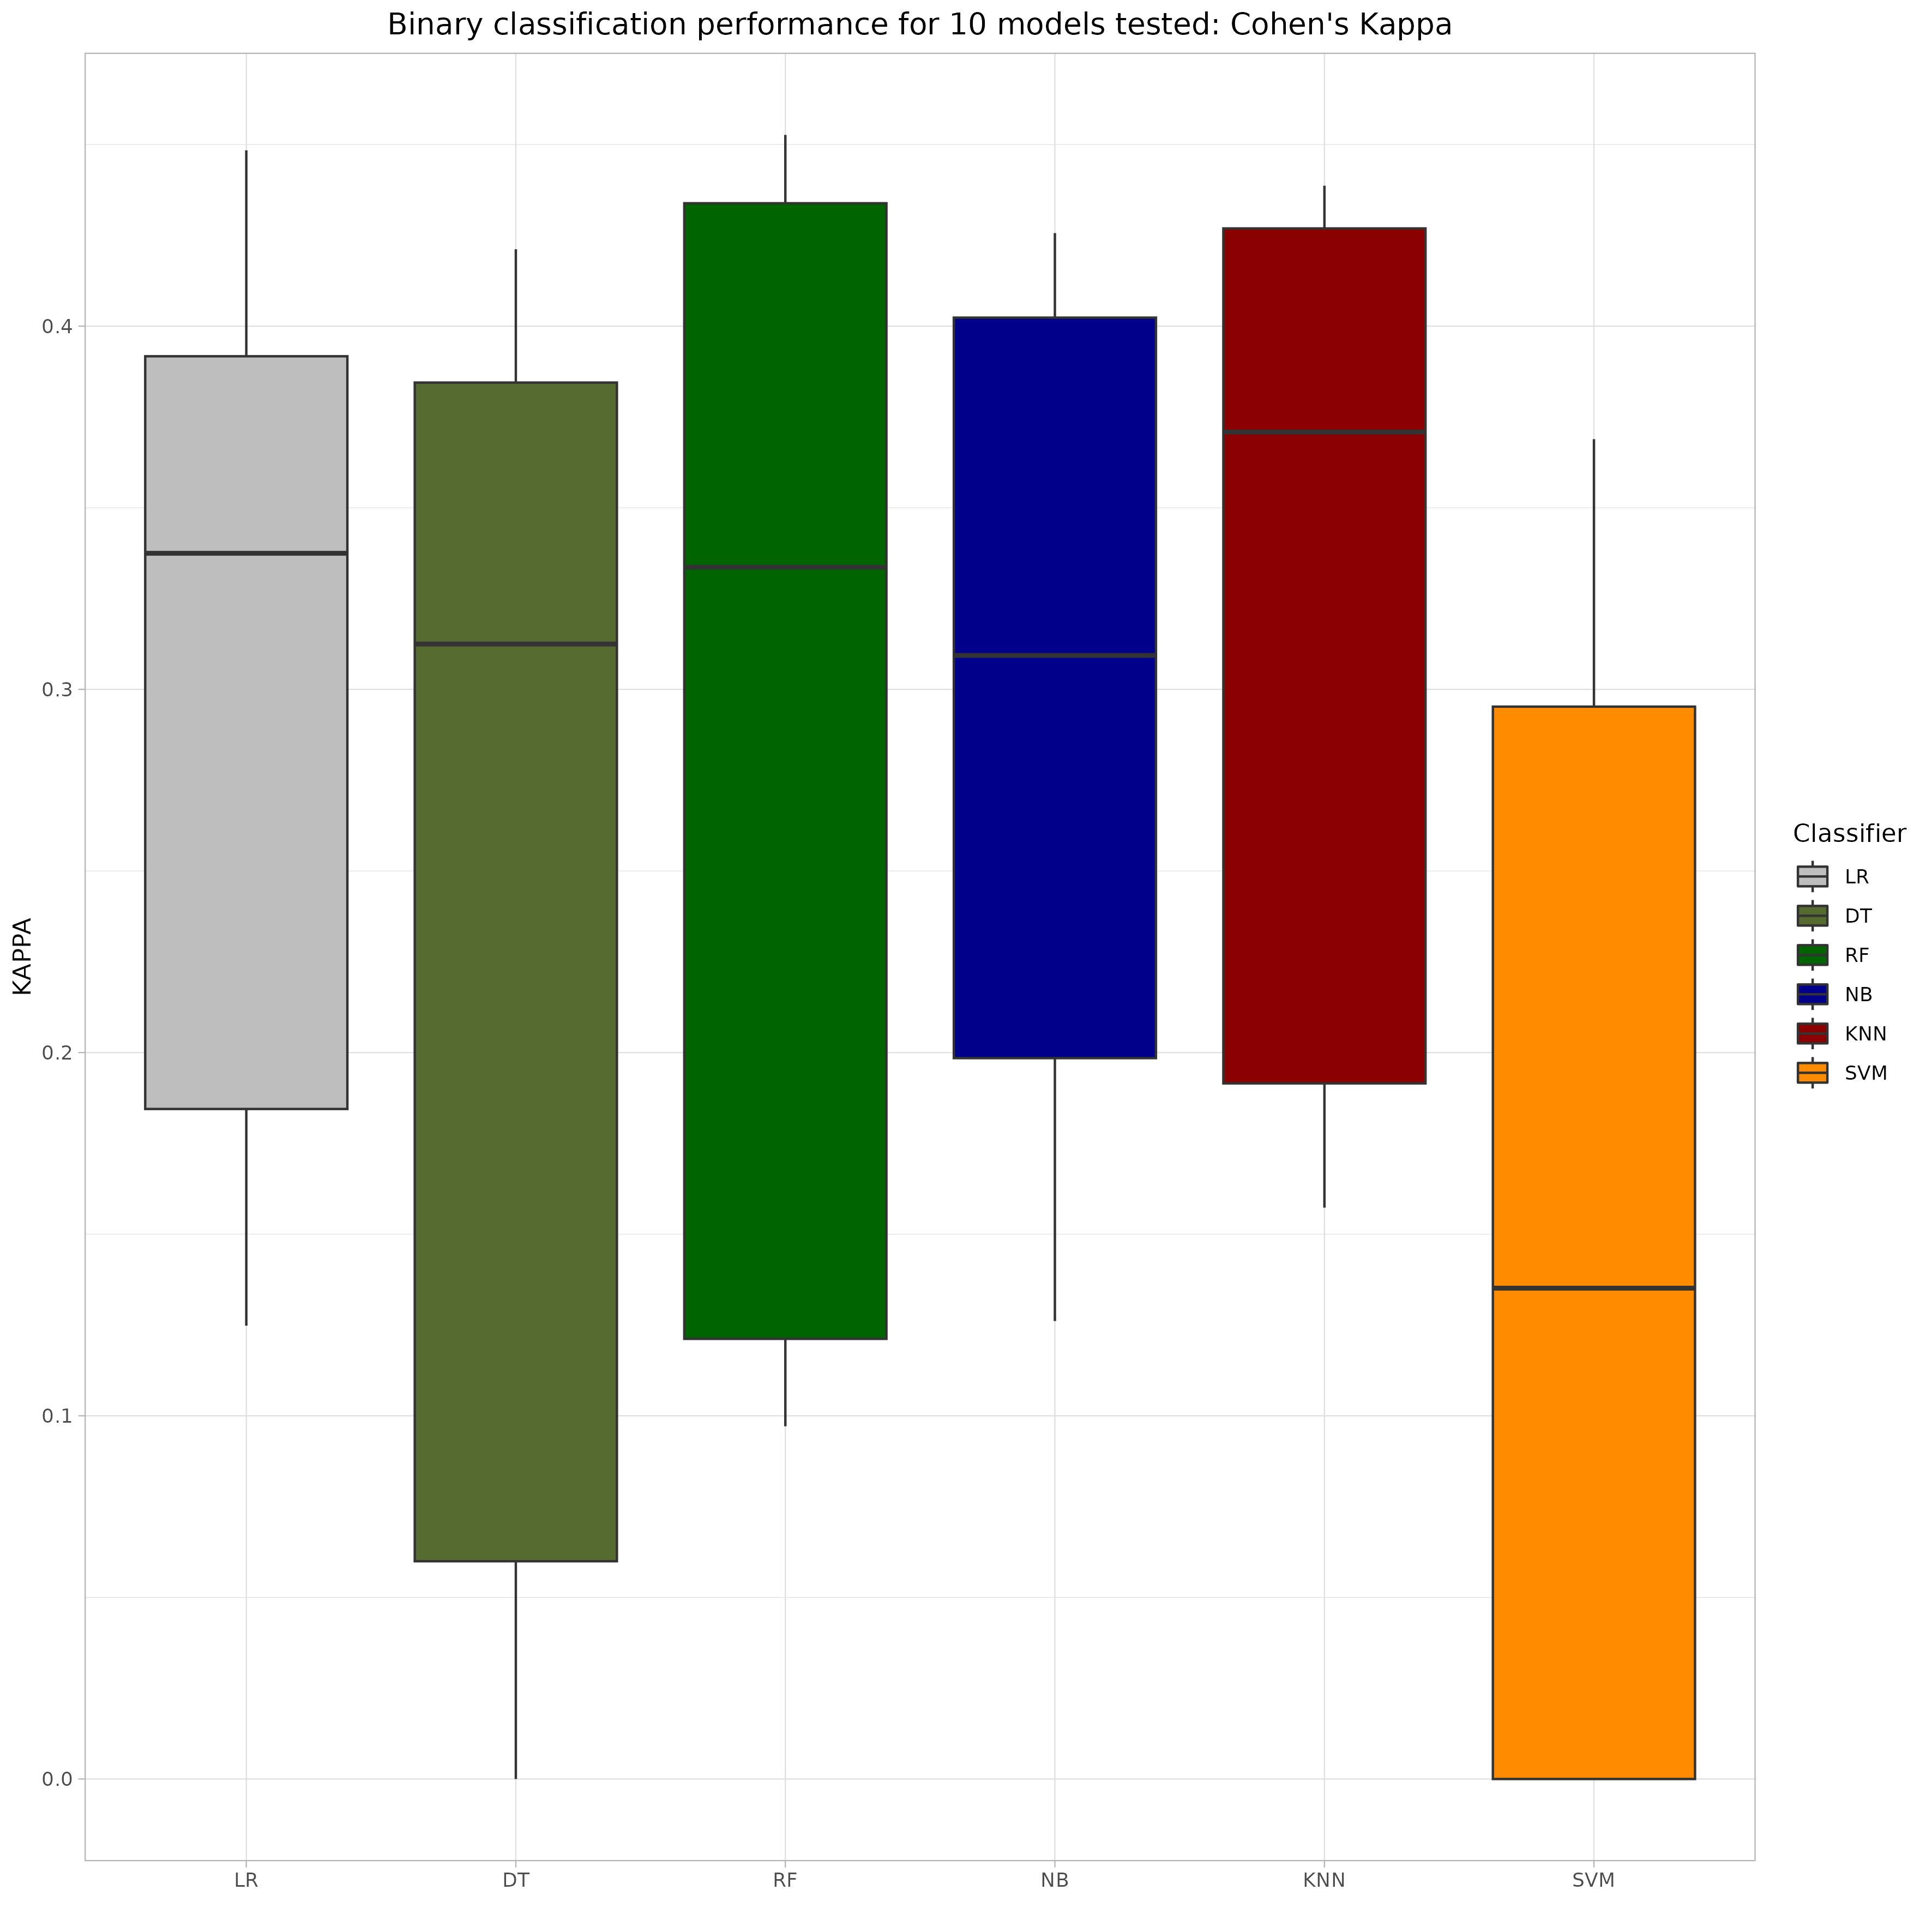 Binary classification performance for 10 models tested: Cohen's Kappa
KAPPA
0.4
0.3
0.2
0.1
0.0
LR DT RF NB KNN SVM
Classifier
LR
DT
RF
NB
KNN
SVM